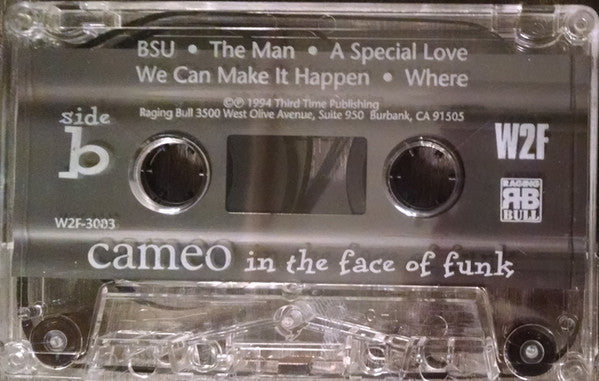 BSU • The Man • A Special Love
We Can Make It Happen • Where
©℗ 1994 Third Time Publishing
Raging Bull 3500 West Olive Avenue, Suite 950 Burbank, CA 91505
side
b
W2F
RAGING
RB
BULL
W2F-3003
cameo in the face of funk